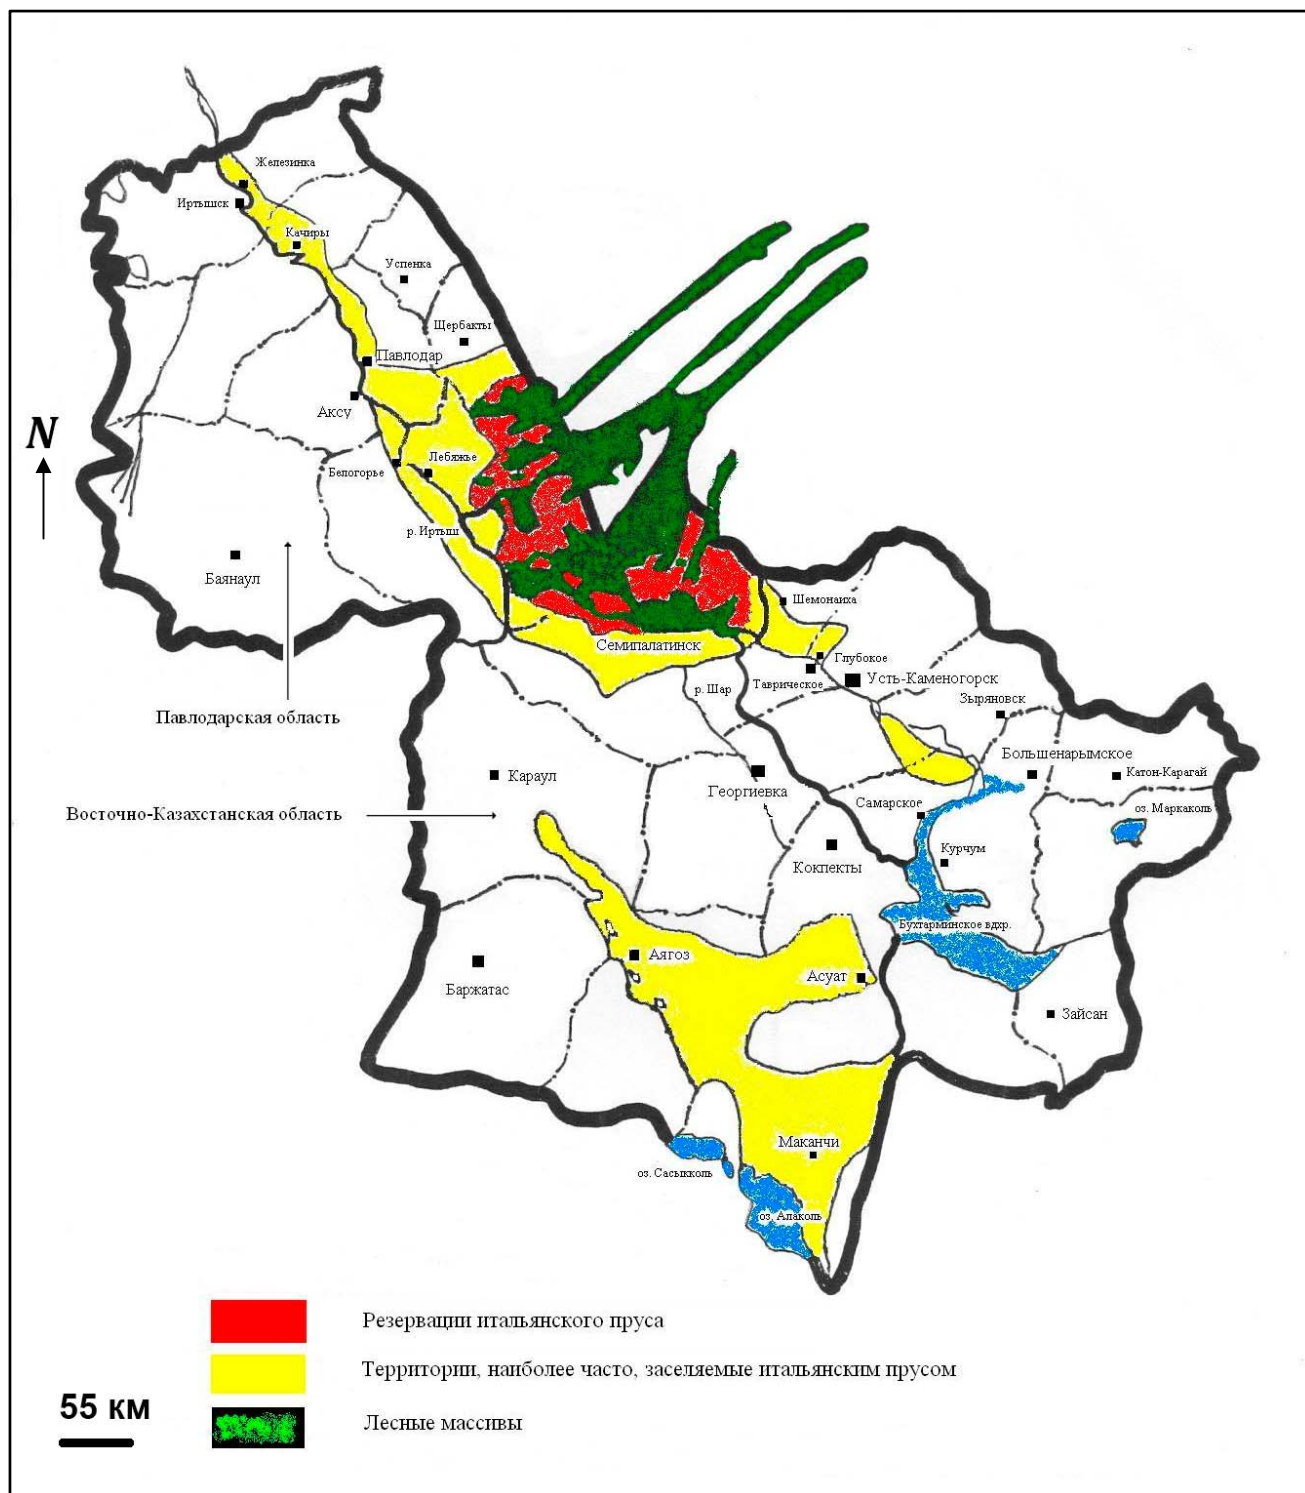 Железинка
Иртышск
Качиры
Успенка
Щербакты
Павлодар
Аксу
N
Белогорье
Лебяжье
р. Иртыш
Баянаул
Шемонаиха
Семипалатинск
Глубокое
Таврическое
Усть-Каменогорск
р. Шар
Зыряновск
Павлодарская область
Большенарымское
Катон-Карагай
Караул
Георгиевка
Самарское
оз. Маркаколь
Восточно-Казахстанская область
Курчум
Кокпекты
Бухтарминское вдхр.
Аягоз
Асуат
Баржатас
Зайсан
Маканчи
оз. Сасыкколь
оз. Алаколь
Резервации итальянского пруса
Территории, наиболее часто, заселяемые итальянским прусом
55 км
Лесные массивы